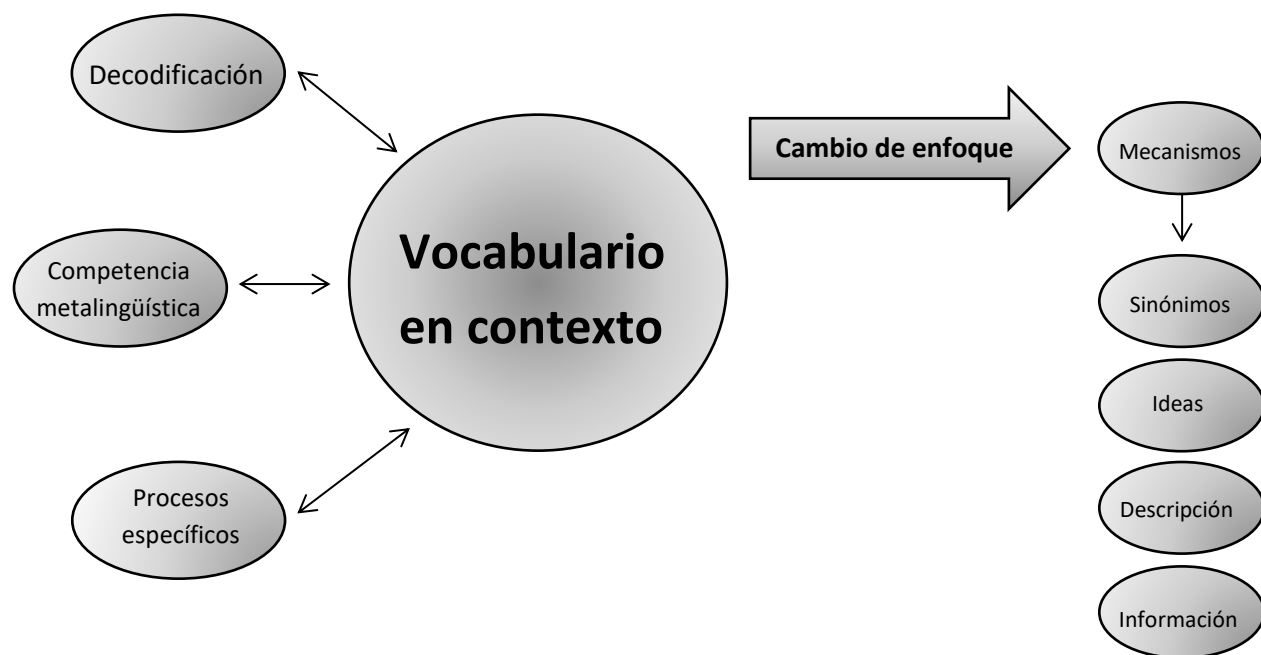 Decodificación
Competencia
metalingüística
Procesos
específicos
Vocabulario
en contexto
Cambio de enfoque
Mecanismos
Sinónimos
Ideas
Descripción
Información